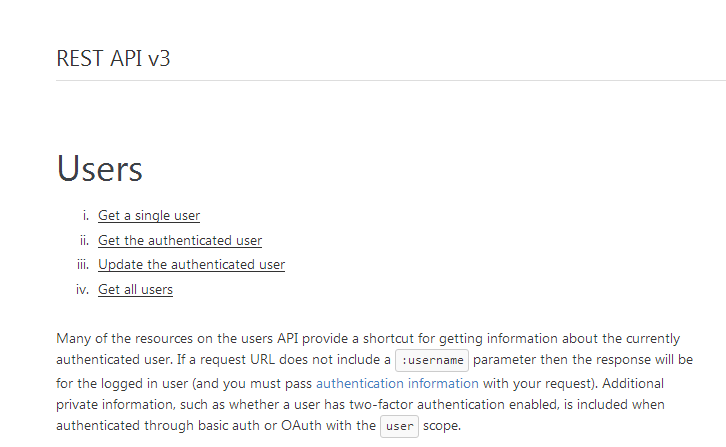 REST API v3
Users
i. Get a single user
ii. Get the authenticated user
iii. Update the authenticated user
iv. Get all users
Many of the resources on the users API provide a shortcut for getting information about the currently
authenticated user. If a request URL does not include a :username parameter then the response will be
for the logged in user (and you must pass authentication information with your request). Additional
private information, such as whether a user has two-factor authentication enabled, is included when
authenticated through basic auth or OAuth with the user scope.